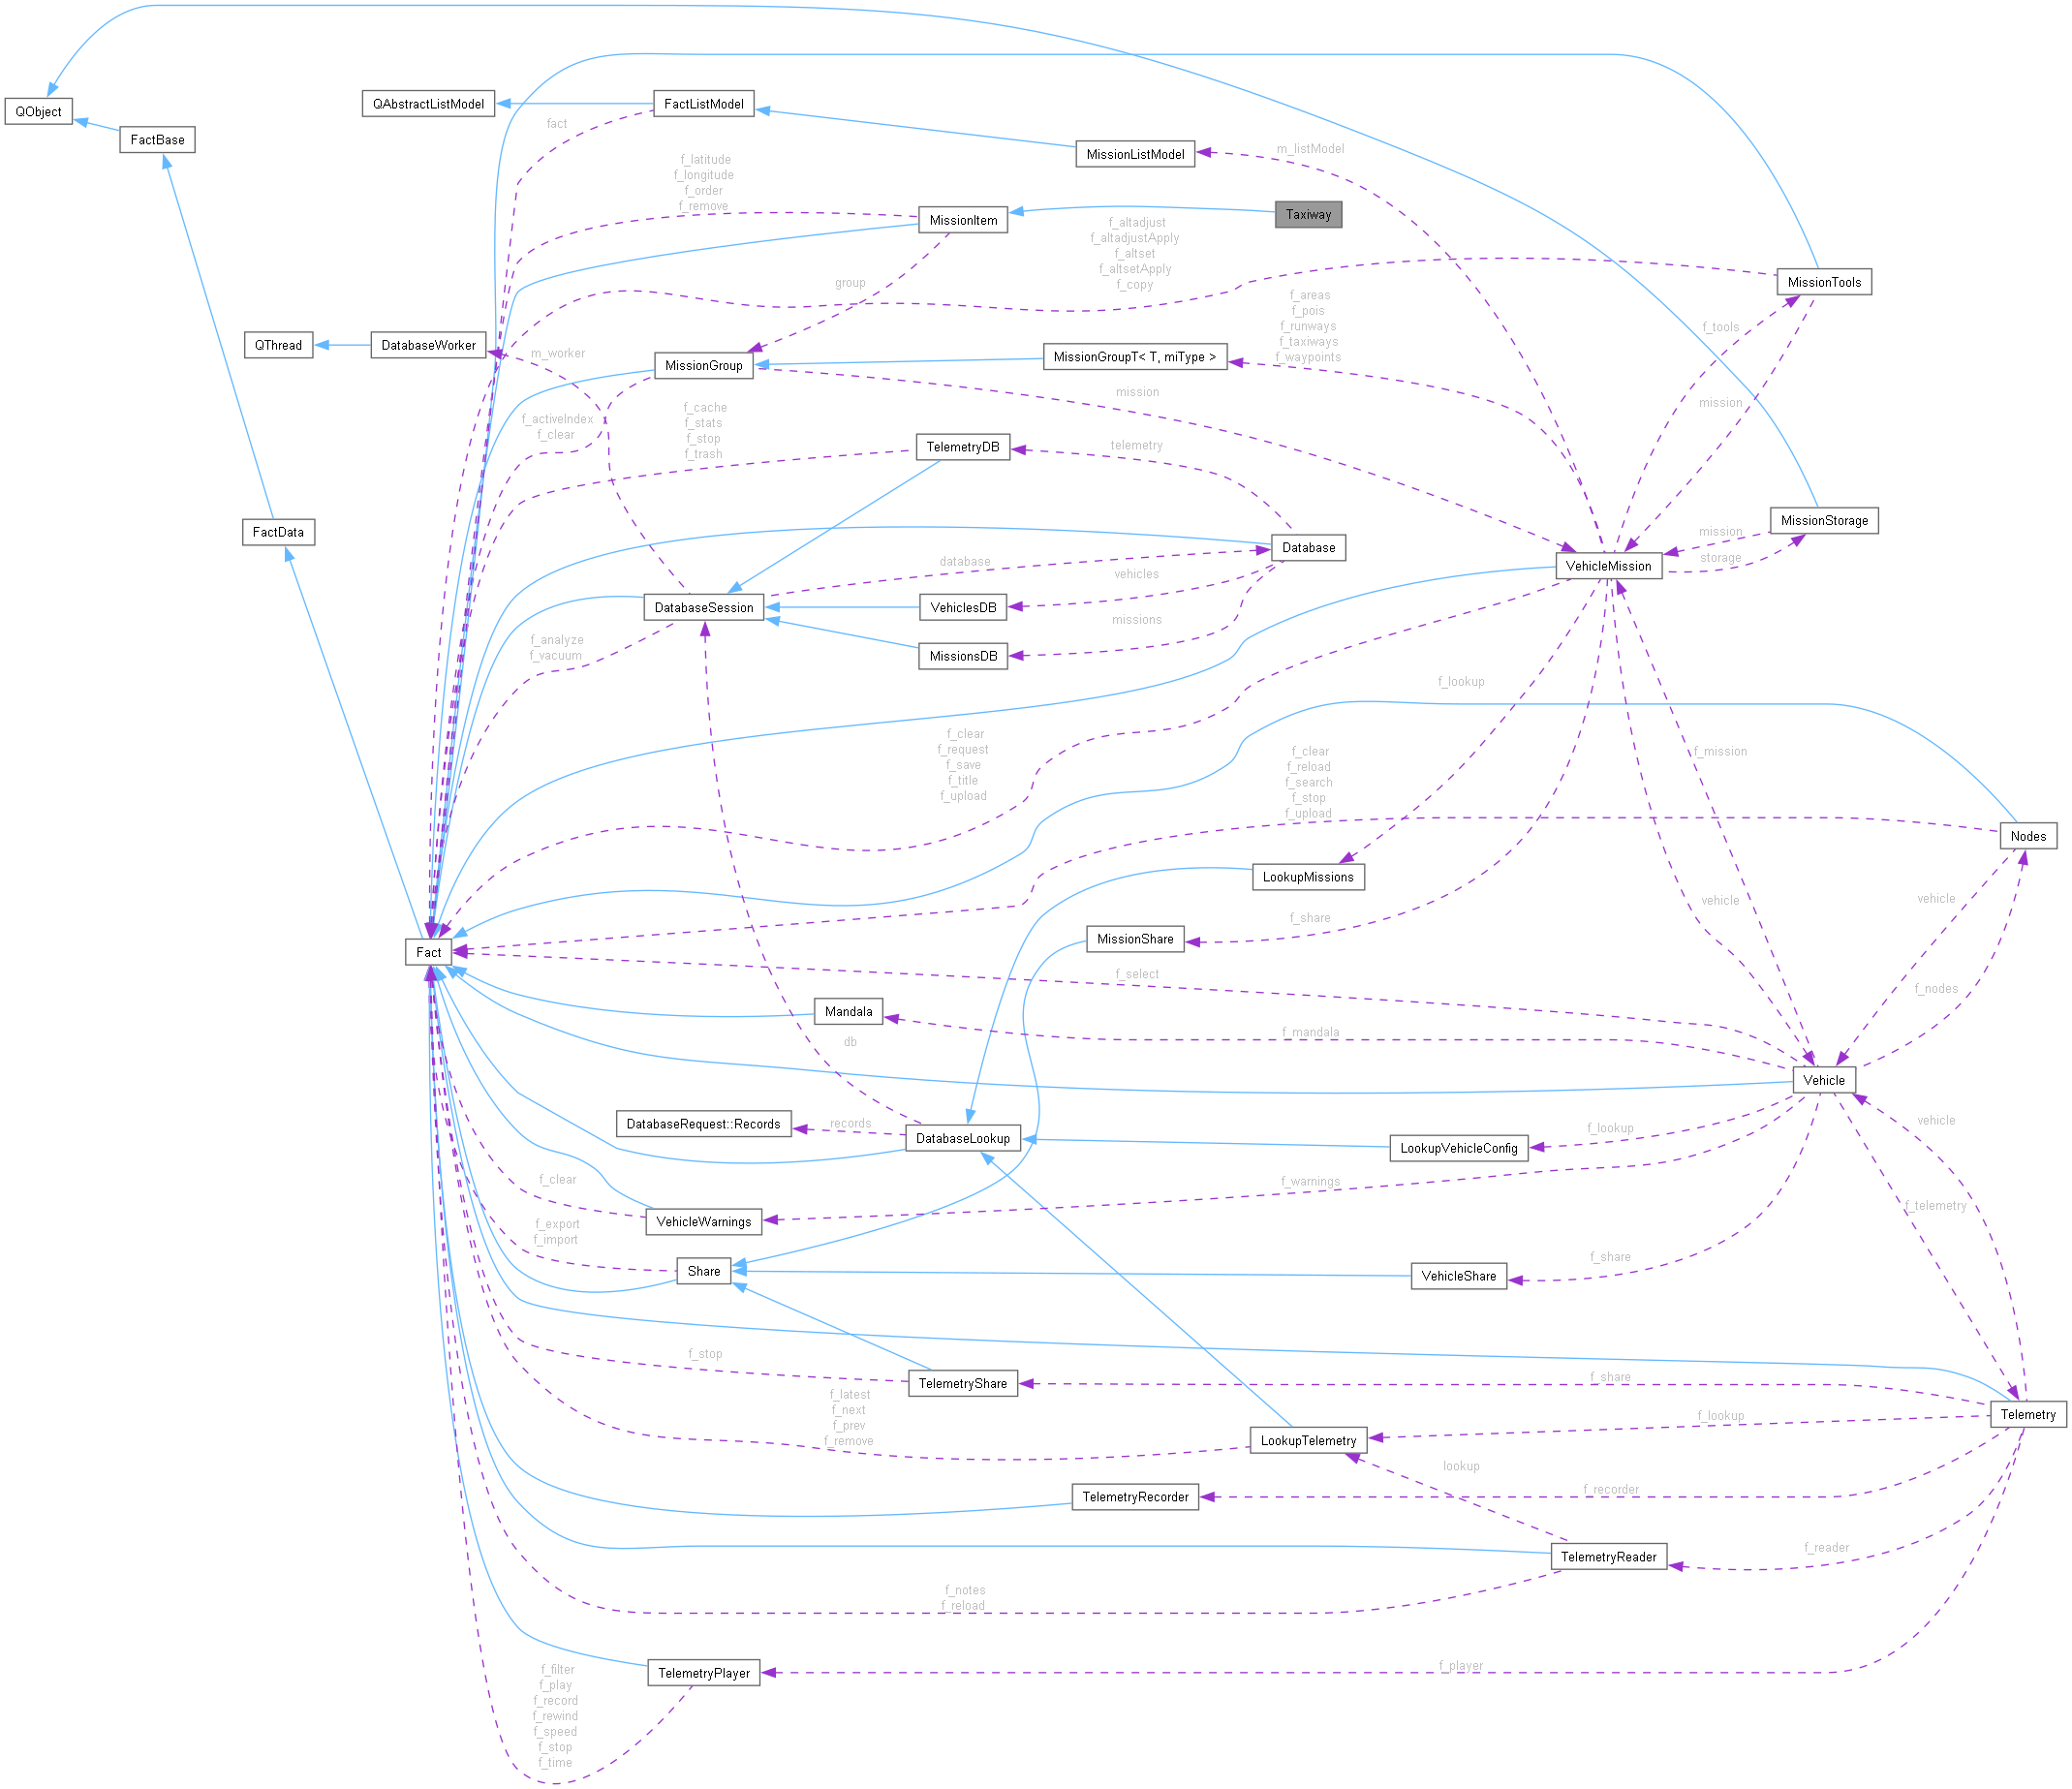 QObject
FactBase
QAbstractListModel
FactListModel
fact
MissionListModel
m_listModel
f_latitude
f_longitude
f_order
f_remove
MissionItem
Taxiway
f_altadjust
f_altadjustApply
f_altset
f_altsetApply
f_copy
MissionTools
group
QThread
DatabaseWorker
m_worker
MissionGroup
MissionGroupT< T, miType >
f_areas
f_pois
f_runways
f_taxiways
f_waypoints
f_tools
mission
mission
f_activeIndex
f_clear
f_cache
f_stats
f_stop
f_trash
TelemetryDB
telemetry
FactData
Database
MissionStorage
mission
storage
VehicleMission
database
vehicles
DatabaseSession
VehiclesDB
missions
MissionsDB
f_analyze
f_vacuum
f_lookup
f_clear
f_request
f_save
f_title
f_upload
f_clear
f_reload
f_search
f_stop
f_upload
f_mission
Nodes
LookupMissions
vehicle
vehicle
f_share
MissionShare
Fact
f_select
f_nodes
Mandala
f_mandala
db
Vehicle
DatabaseRequest::Records
records
DatabaseLookup
LookupVehicleConfig
f_lookup
vehicle
f_clear
f_warnings
VehicleWarnings
f_telemetry
f_export
f_import
Share
f_share
VehicleShare
f_stop
TelemetryShare
f_share
Telemetry
f_latest
f_next
f_prev
f_remove
LookupTelemetry
f_lookup
lookup
TelemetryRecorder
f_recorder
TelemetryReader
f_reader
f_notes
f_reload
TelemetryPlayer
f_player
f_filter
f_play
f_record
f_rewind
f_speed
f_stop
f_time